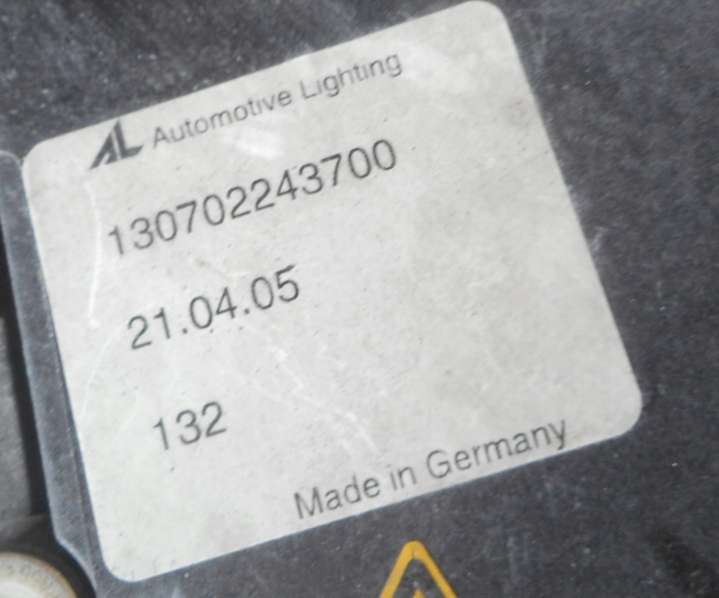 AL Automotive Lighting
130702243700
21.04.05
132
Made in Germany